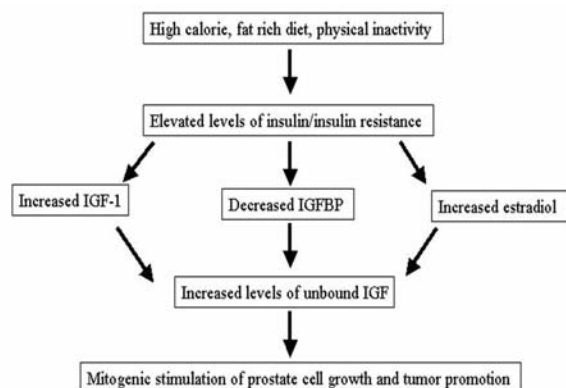 High calorie, fat rich diet, physical inactivity
Elevated levels of insulin/insulin resistance
Increased IGF-1
Decreased IGFBP
Increased estradiol
Increased levels of unbound IGF
Mitogenic stimulation of prostate cell growth and tumor promotion